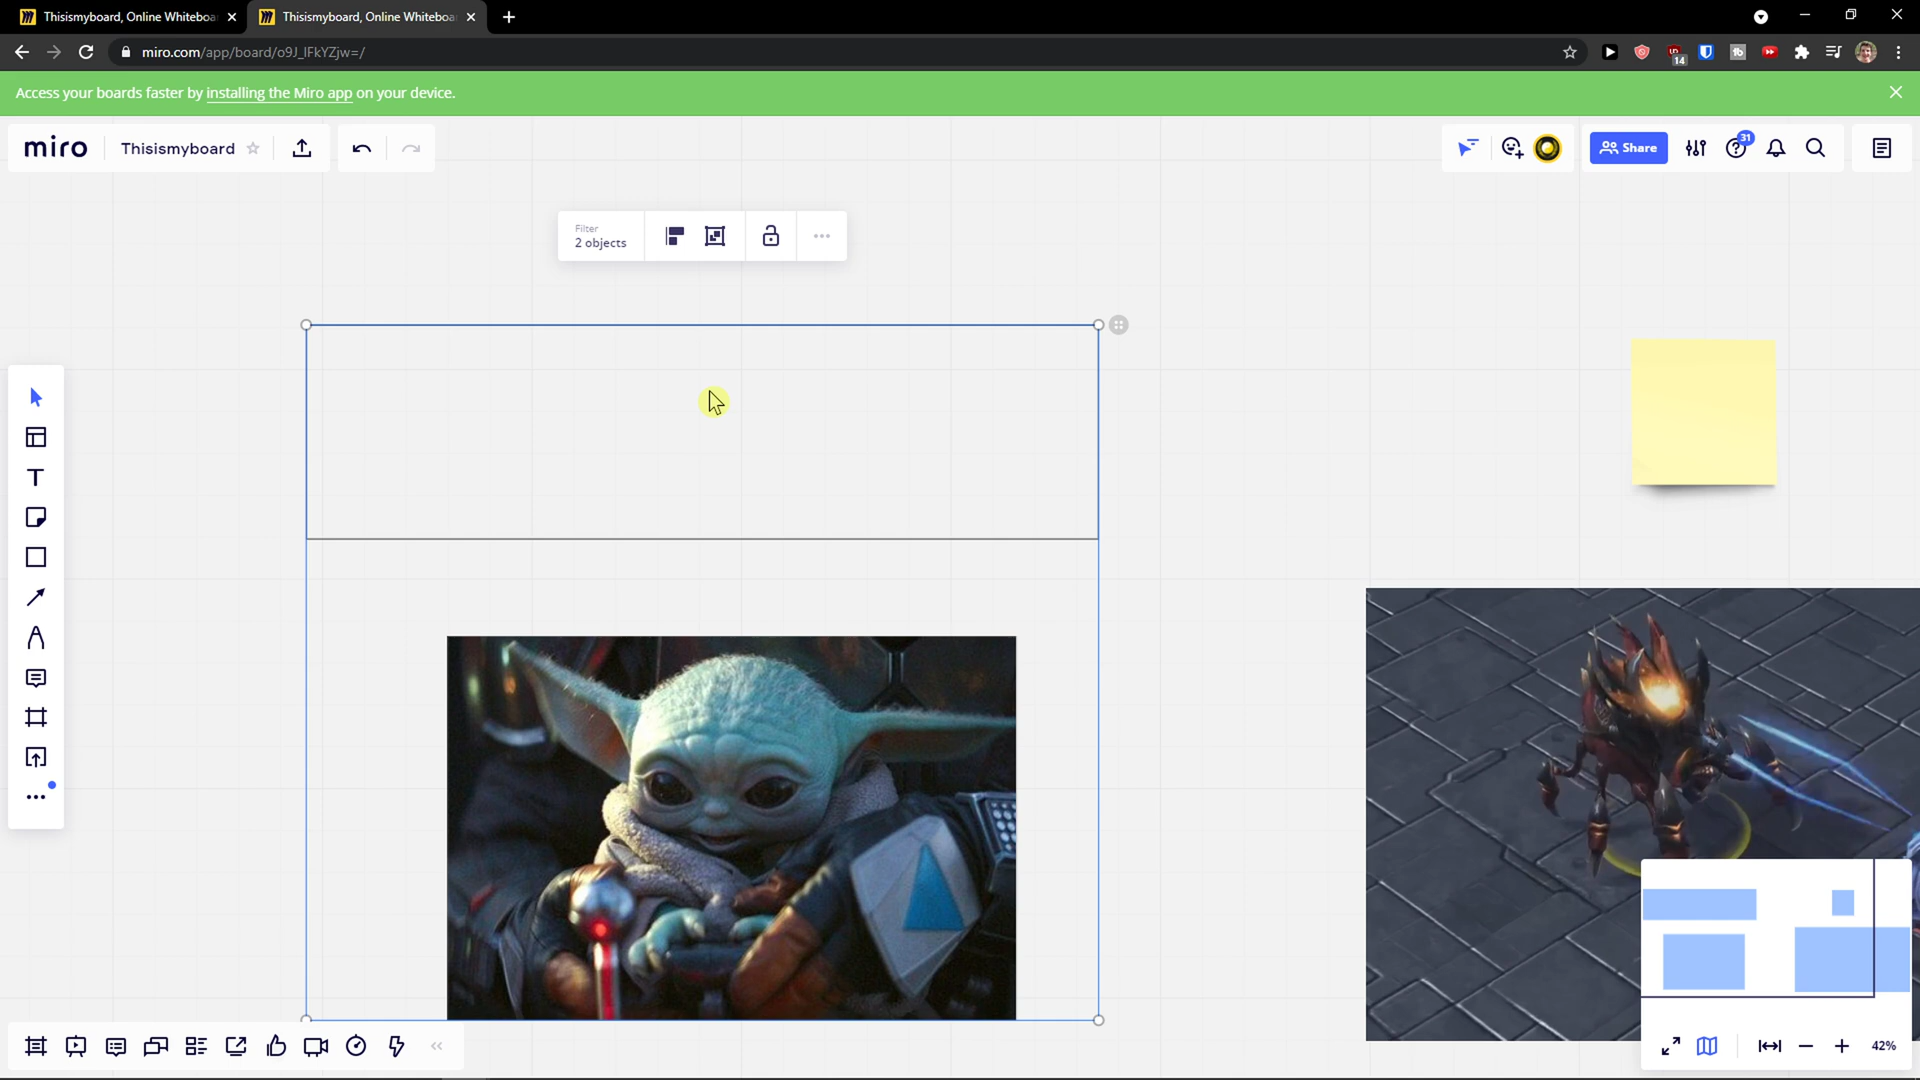 Thisismyboard, Online Whiteboa
Thisismyboard, Online Whiteboa
miro.com/app/board/o9J_lFkYZjw=/
14
Access your boards faster by installing the Miro app on your device.
miro
Thisismyboard
Share
31
Filter
2 objects
42%